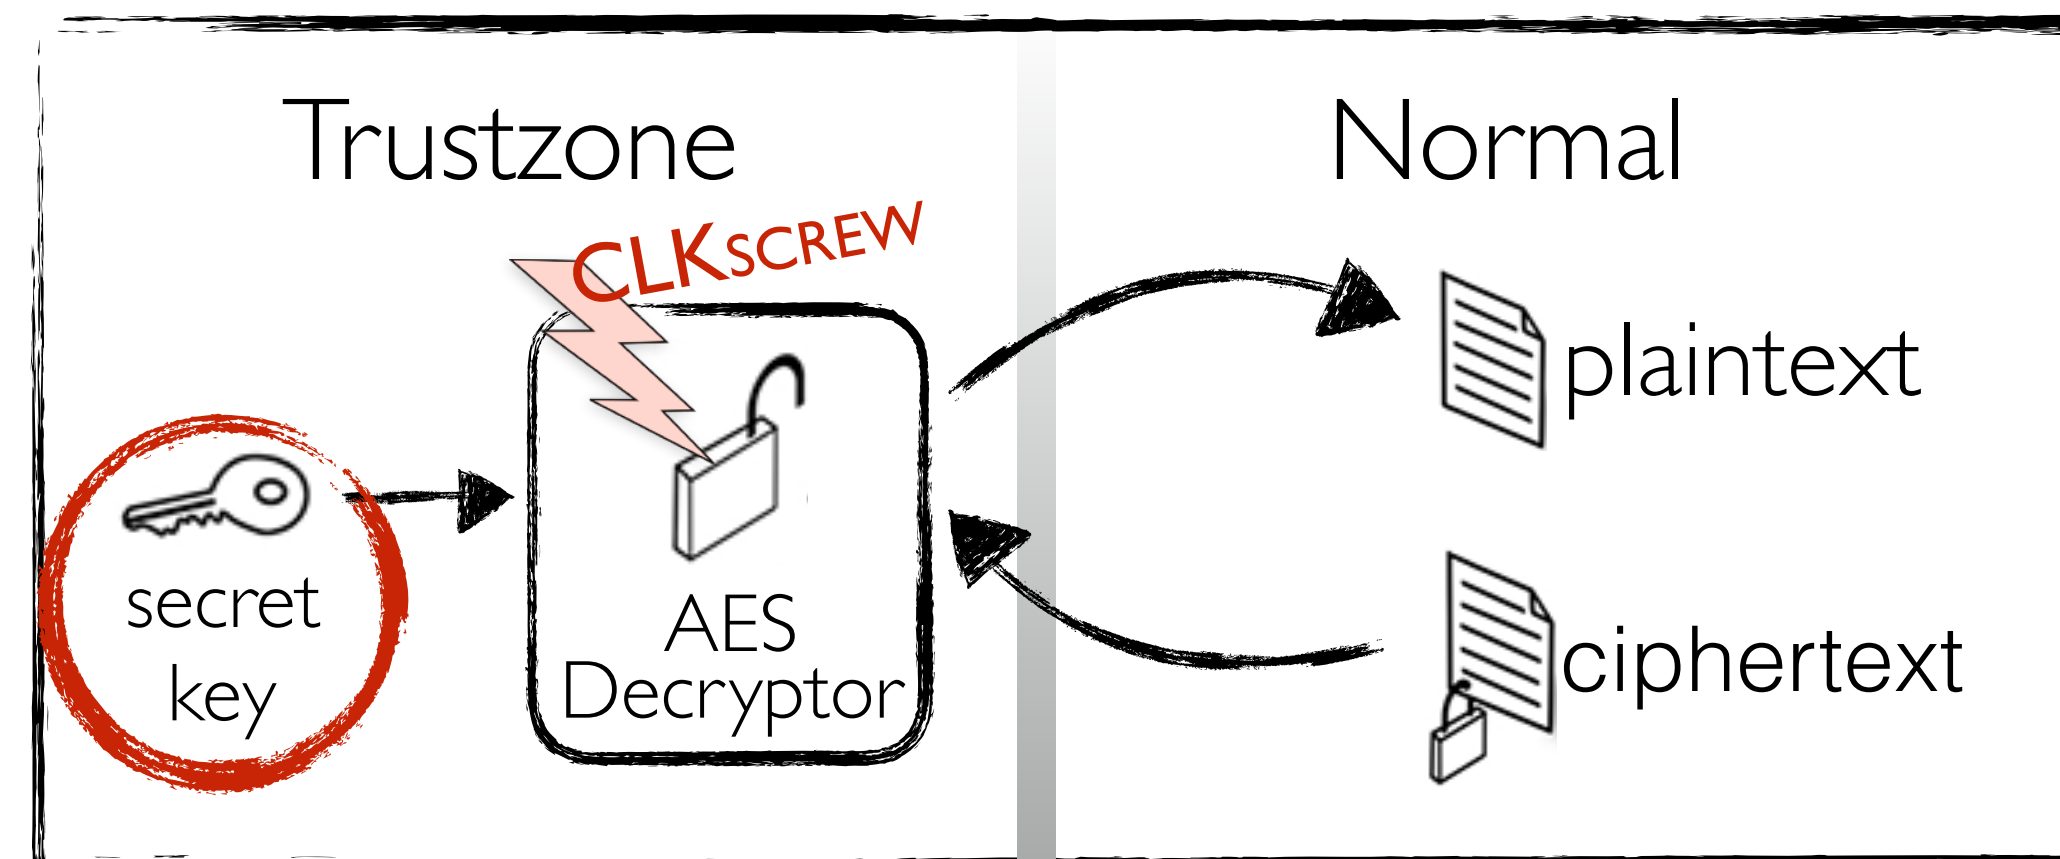 Trustzone
Normal
CLKSCREW
plaintext
secret
key
AES
Decryptor
ciphertext